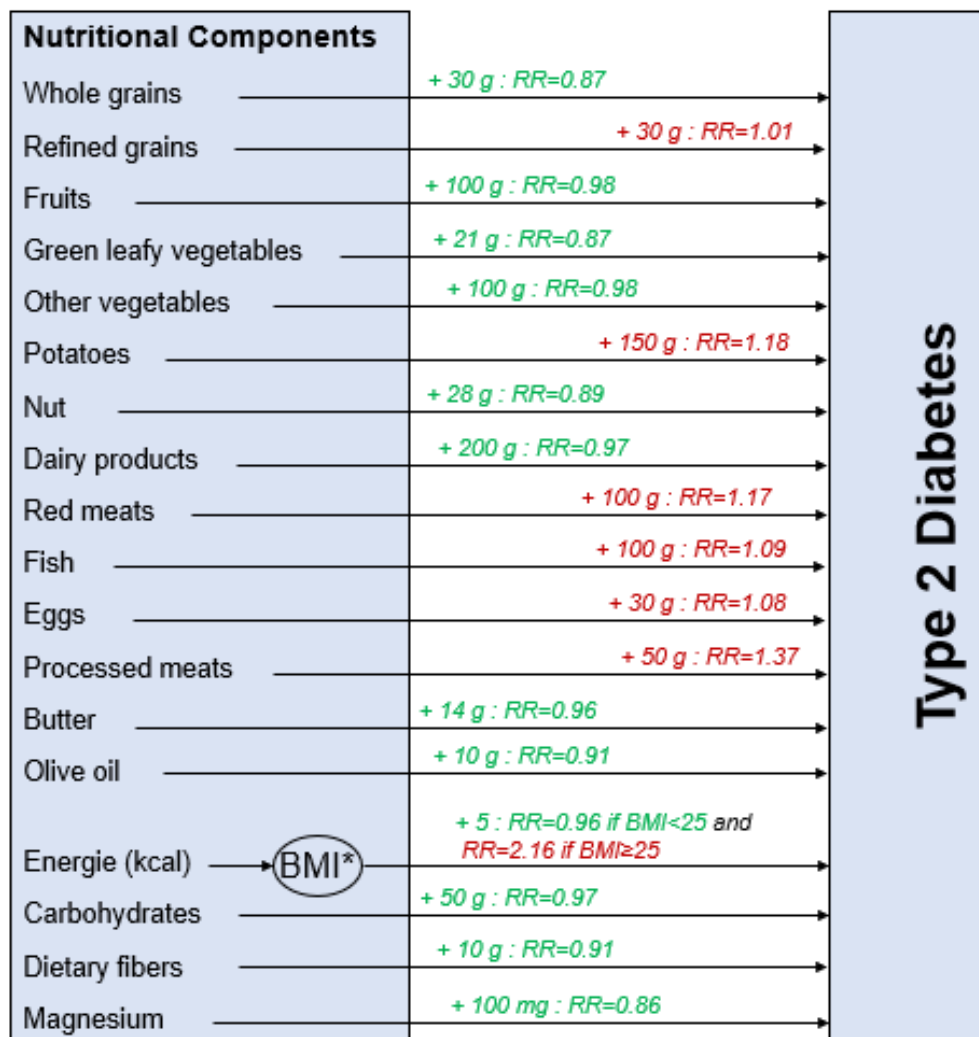 Nutritional Components
Whole grains + 30 g : RR=0.87
Refined grains + 30 g : RR=1.01
Fruits + 100 g : RR=0.98
Green leafy vegetables + 21 g : RR=0.87
Other vegetables + 100 g : RR=0.98
Potatoes + 150 g : RR=1.18
Nut + 28 g : RR=0.89
Dairy products + 200 g : RR=0.97
Red meats + 100 g : RR=1.17
Fish + 100 g : RR=1.09
Eggs + 30 g : RR=1.08
Processed meats + 50 g : RR=1.37
Butter + 14 g : RR=0.96
Olive oil + 10 g : RR=0.91
+ 5 : RR=0.96 if BMI<25 and
RR=2.16 if BMI≥25
Energie (kcal) BMI*
Carbohydrates + 50 g : RR=0.97
Dietary fibers + 10 g : RR=0.91
Magnesium + 100 mg : RR=0.86
Type 2 Diabetes